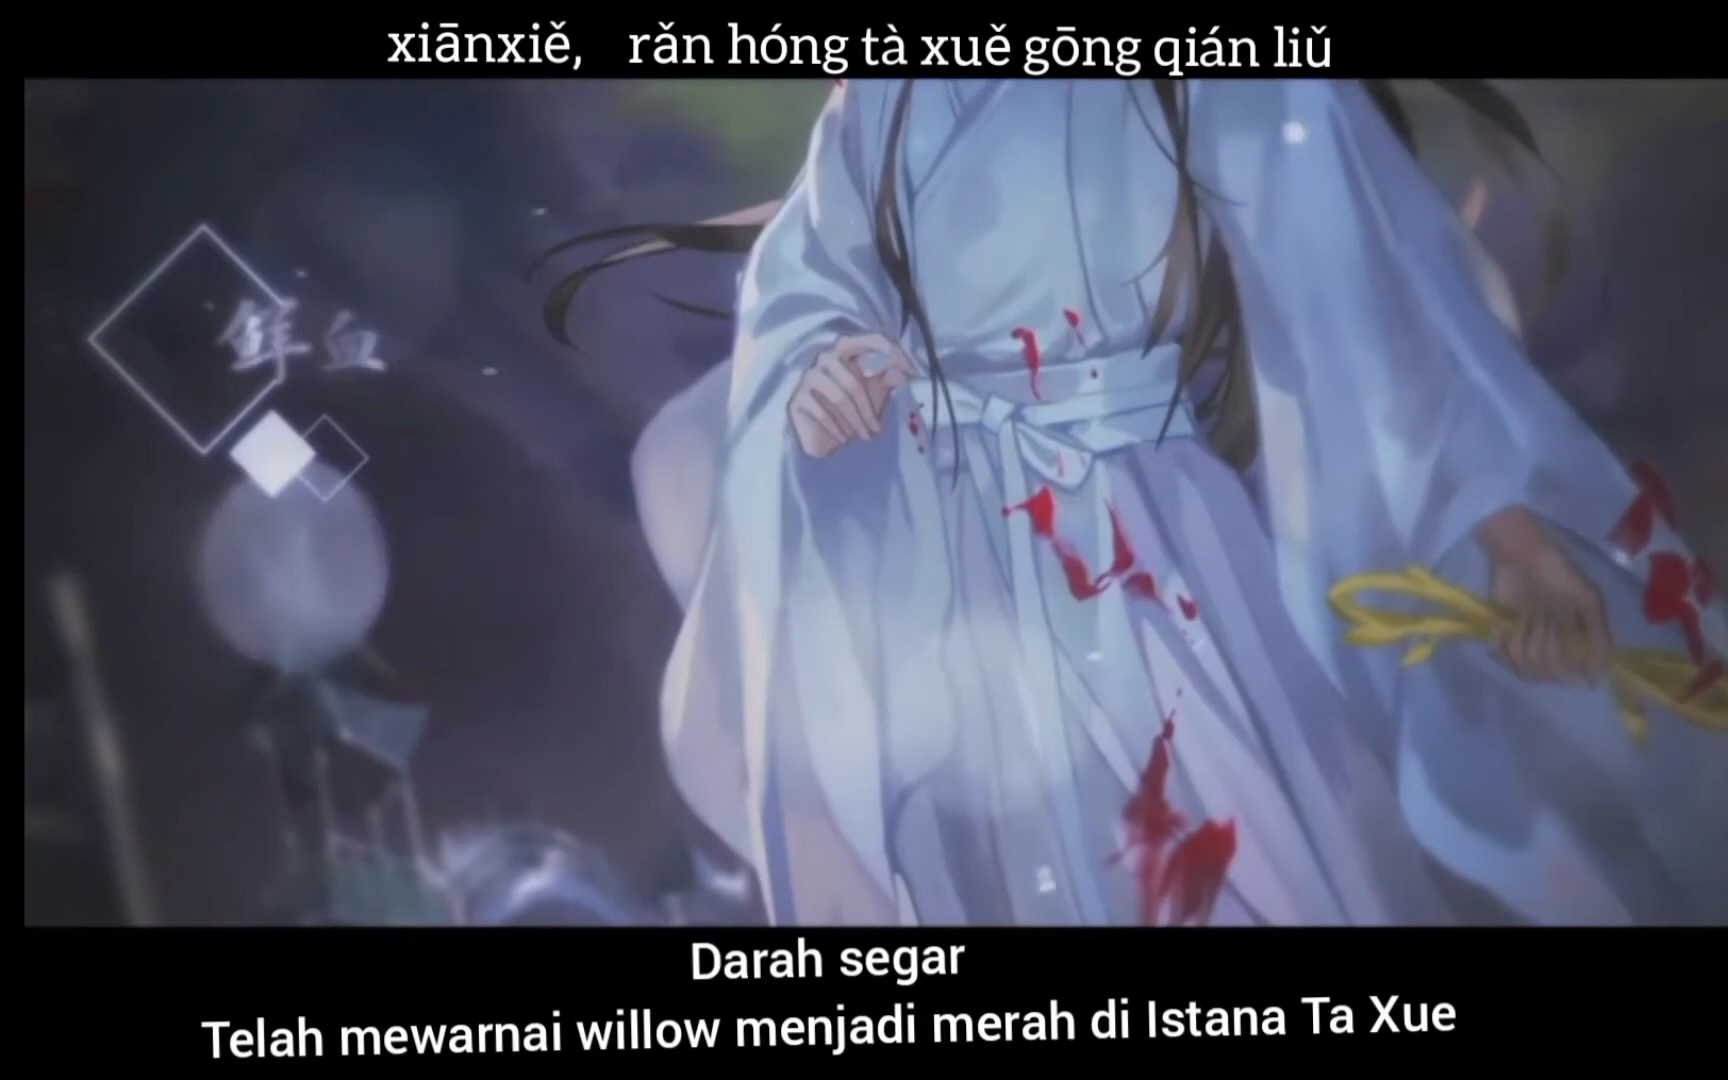 xiānxiě, rǎn hóng tà xuě gōng qián liǔ
鲜血
Darah segar
Telah mewarnai willow menjadi merah di Istana Ta Xue